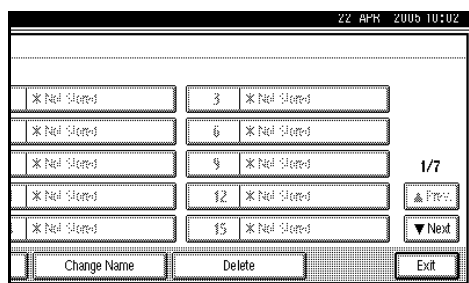 22 APR 2005 10:02
* Not Stored 3 * Not Stored
* Not Stored 6 * Not Stored
* Not Stored 9 * Not Stored
1/7
* Not Stored 12 * Not Stored
▲ Prev.
* Not Stored 15 * Not Stored
▼ Next
Change Name Delete Exit